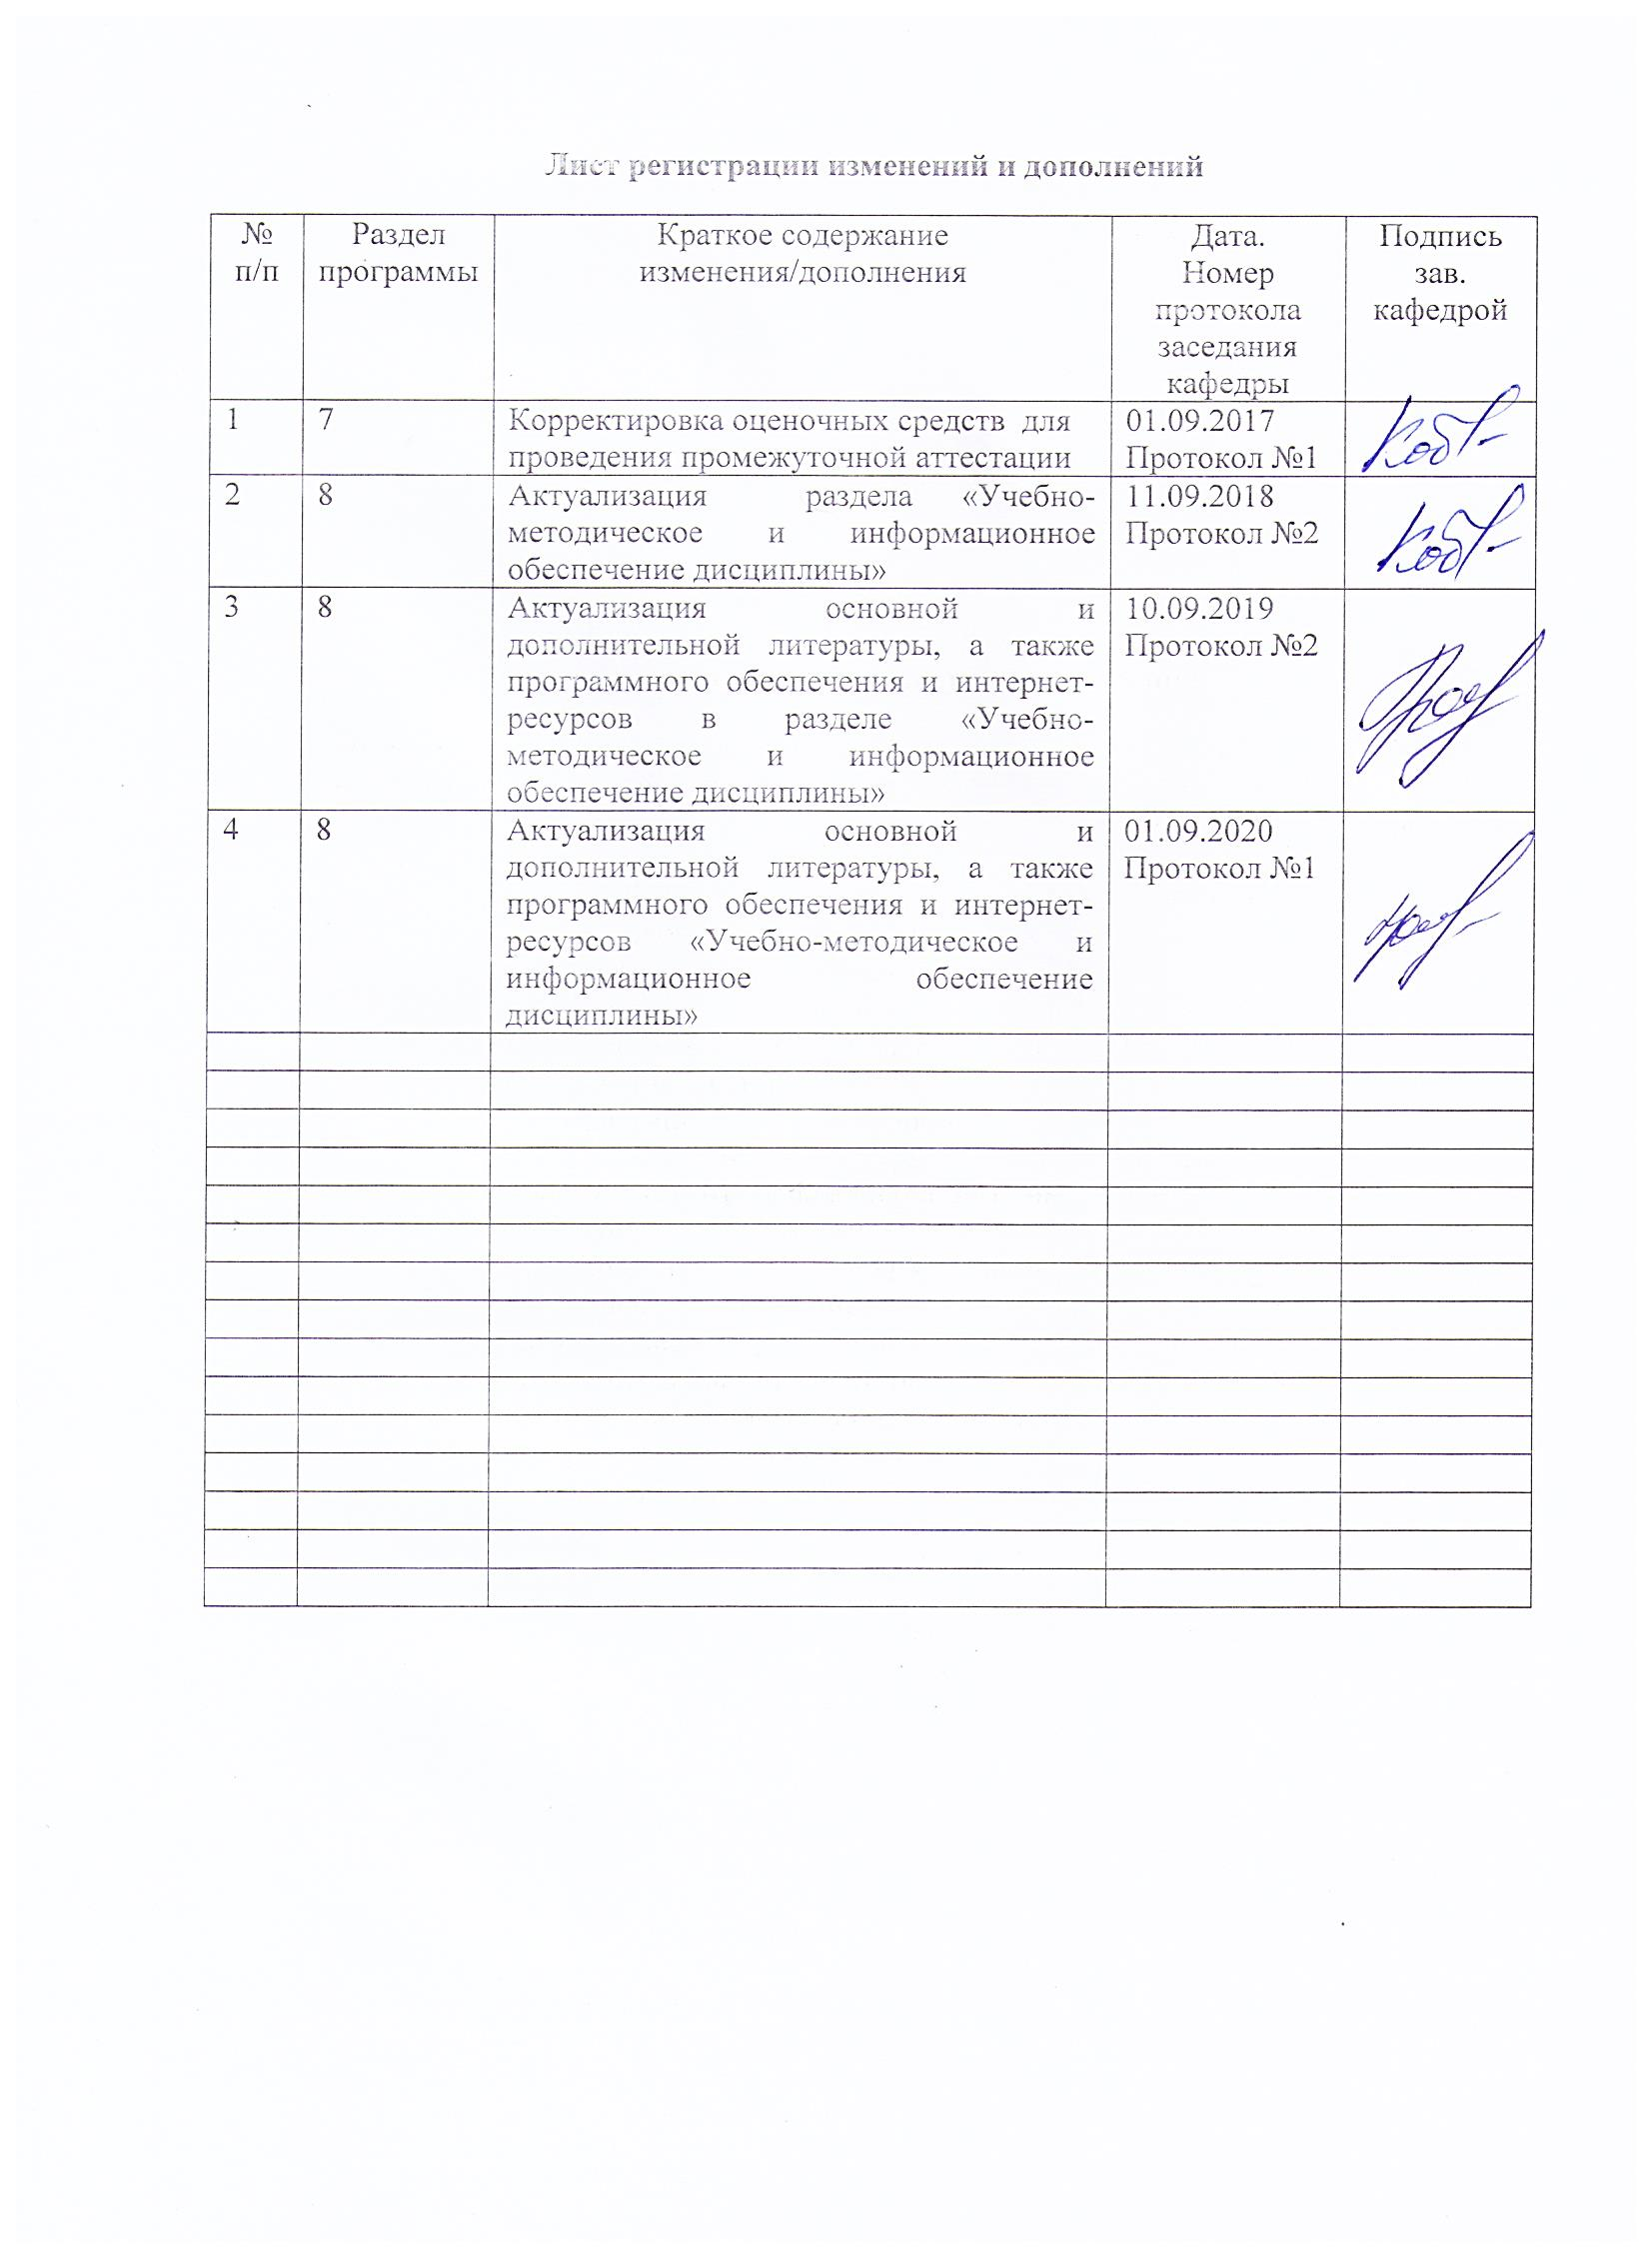 Лист регистрации изменений и дополнений
№
п/п
Раздел
программы
Краткое содержание
изменения/дополнения
Дата.
Номер
протокола
заседания
кафедры
Подпись
зав.
кафедрой
1
7
Корректировка оценочных средств для
проведения промежуточной аттестации
01.09.2017
Протокол №1
2
8
Актуализация раздела «Учебно-
методическое и информационное
обеспечение дисциплины»
11.09.2018
Протокол №2
3
8
Актуализация основной и
дополнительной литературы, а также
программного обеспечения и интернет-
ресурсов в разделе «Учебно-
методическое и информационное
обеспечение дисциплины»
10.09.2019
Протокол №2
4
8
Актуализация основной и
дополнительной литературы, а также
программного обеспечения и интернет-
ресурсов «Учебно-методическое и
информационное обеспечение
дисциплины»
01.09.2020
Протокол №1